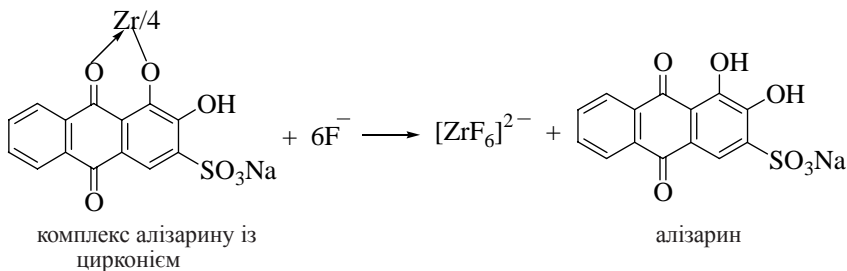 Zr/4
O O
OH
SO₃Na
O
+ 6F⁻ ⟶ [ZrF₆]²⁻ +
O OH
OH
SO₃Na
O
комплекс алізарину із
цирконієм
алізарин